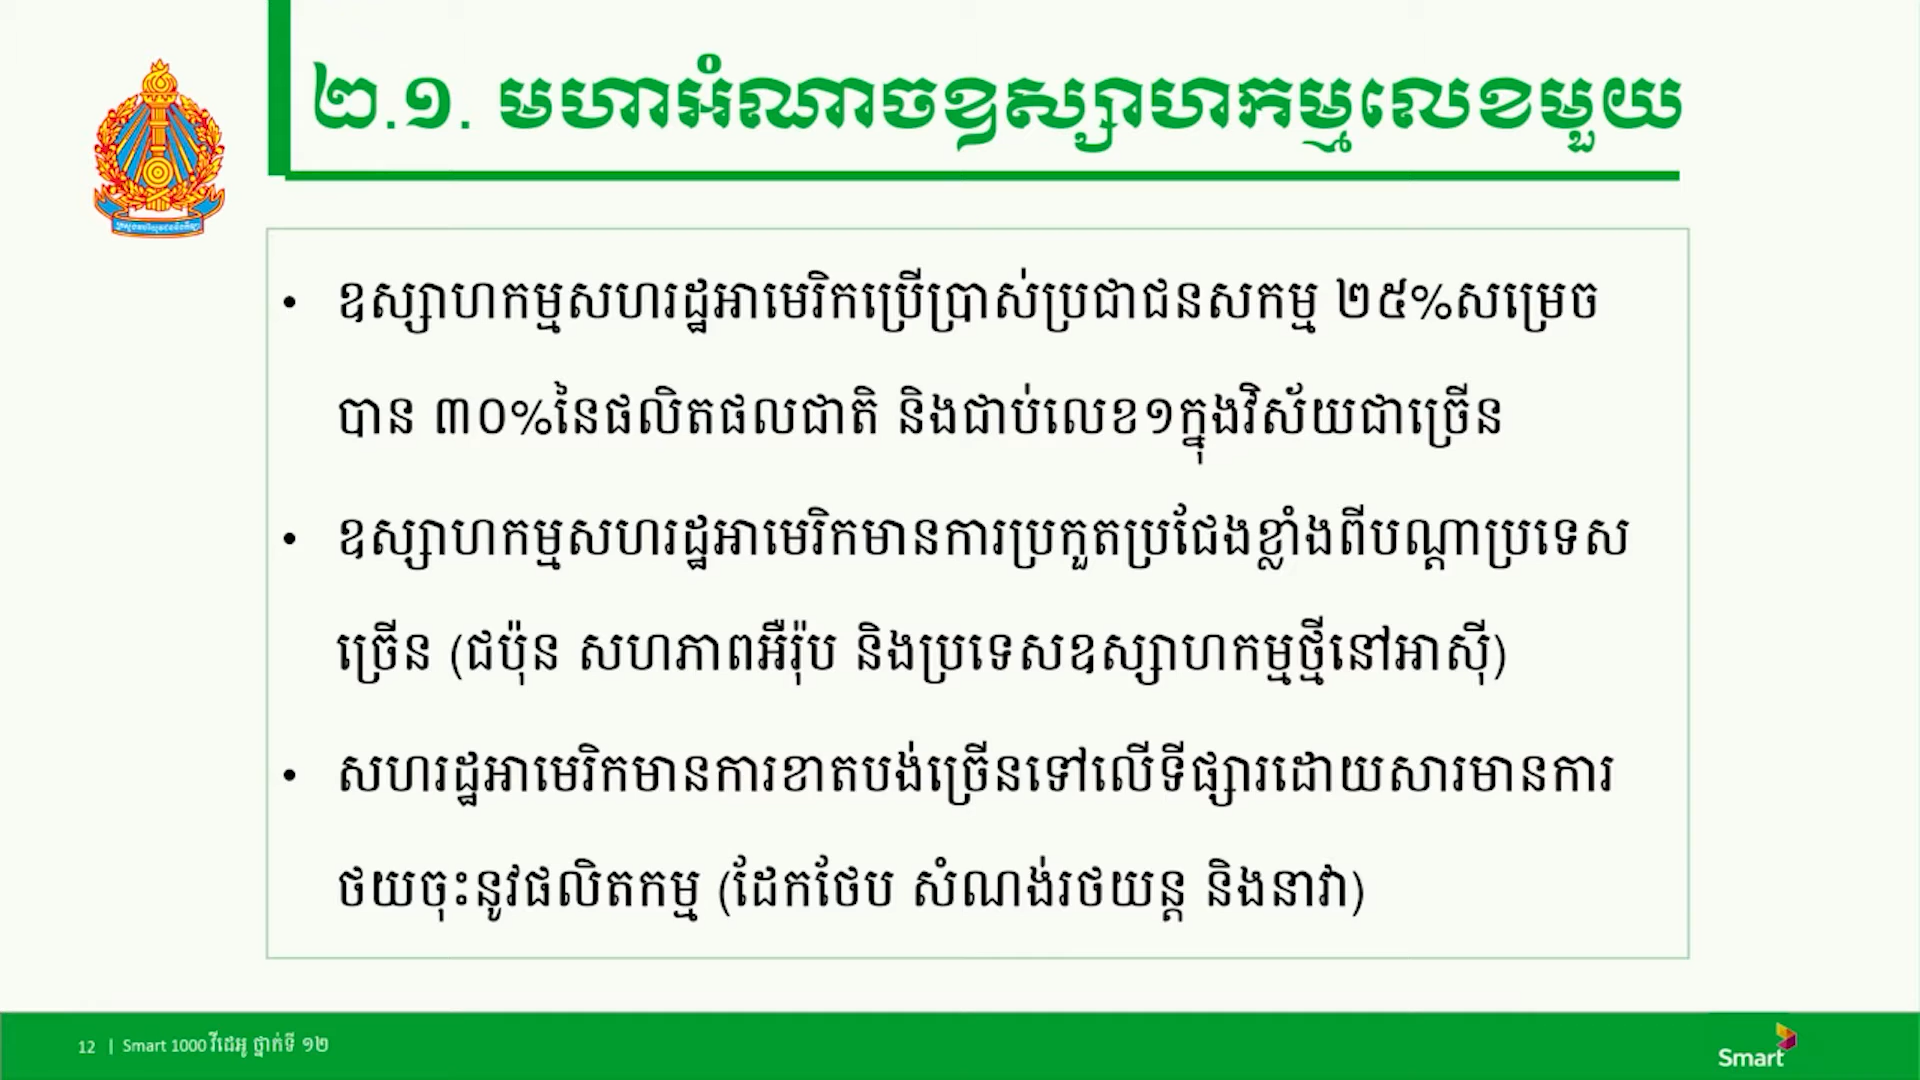 ២.១. មហាអំណាចឧស្សាហកម្មលេខមួយ
• ឧស្សាហកម្មសហរដ្ឋអាមេរិកប្រើប្រាស់ប្រជាជនសកម្ម ២៥%សម្រេច
បាន ៣០%នៃផលិតផលជាតិ និងជាប់លេខ១ក្នុងវិស័យជាច្រើន
• ឧស្សាហកម្មសហរដ្ឋអាមេរិកមានការប្រកួតប្រជែងខ្លាំងពីបណ្តាប្រទេស
ច្រើន (ជប៉ុន សហភាពអឺរ៉ុប និងប្រទេសឧស្សាហកម្មថ្មីនៅអាស៊ី)
• សហរដ្ឋអាមេរិកមានការខាតបង់ច្រើនទៅលើទីផ្សារដោយសារមានការ
ថយចុះនូវផលិតកម្ម (ដែកថែប សំណង់រថយន្ត និងនាវា)
12 | Smart 1000 វីដេអូ ថ្នាក់ទី ១២
Smart